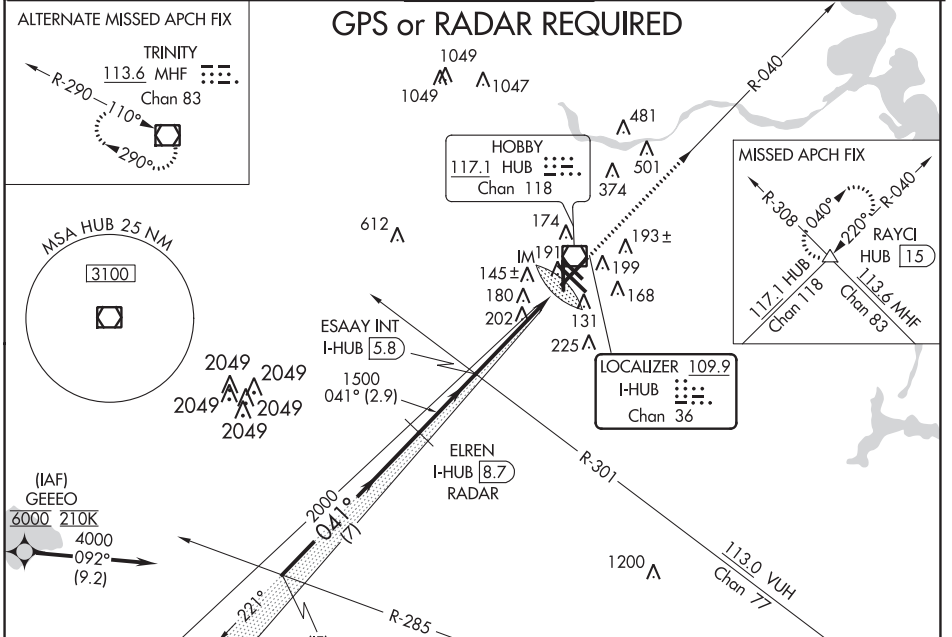 GPS or RADAR REQUIRED
ALTERNATE MISSED APCH FIX
TRINITY
113.6 MHF
Chan 83
R-290
110°
290°
1049
1049
1047
R-040
481
501
374
HOBBY
117.1 HUB
Chan 118
MISSED APCH FIX
R-308
040°
R-040
220°
RAYCI
HUB 15
117.1 HUB
Chan 118
113.6 MHF
Chan 83
MSA HUB 25 NM
3100
612
174
193±
IM
191
199
145±
180
168
202
131
225
ESAAY INT
I-HUB 5.8
1500
041° (2.9)
LOCALIZER 109.9
I-HUB
Chan 36
2049
2049
2049
2049
2049
ELREN
I-HUB 8.7
RADAR
R-301
(IAF)
GEEEO
6000 210K
4000
092°
(9.2)
2000
041°
(7)
1200
113.0 VUH
Chan 77
221°
R-285